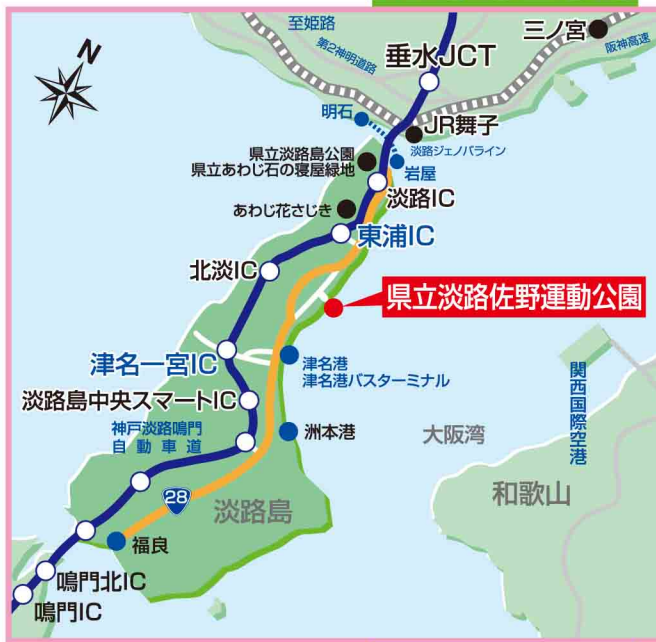 至姫路
三ノ宮
第2神明道路
阪神高速
垂水JCT
N
明石
JR舞子
淡路ジェノバライン
県立淡路島公園
県立あわじ石の寝屋緑地
岩屋
淡路IC
あわじ花さじき
東浦IC
北淡IC
県立淡路佐野運動公園
津名一宮IC
津名港
津名港バスターミナル
関西国際空港
淡路島中央スマートIC
神戸淡路鳴門
自動車道
洲本港
大阪湾
和歌山
28
淡路島
福良
鳴門北IC
鳴門IC